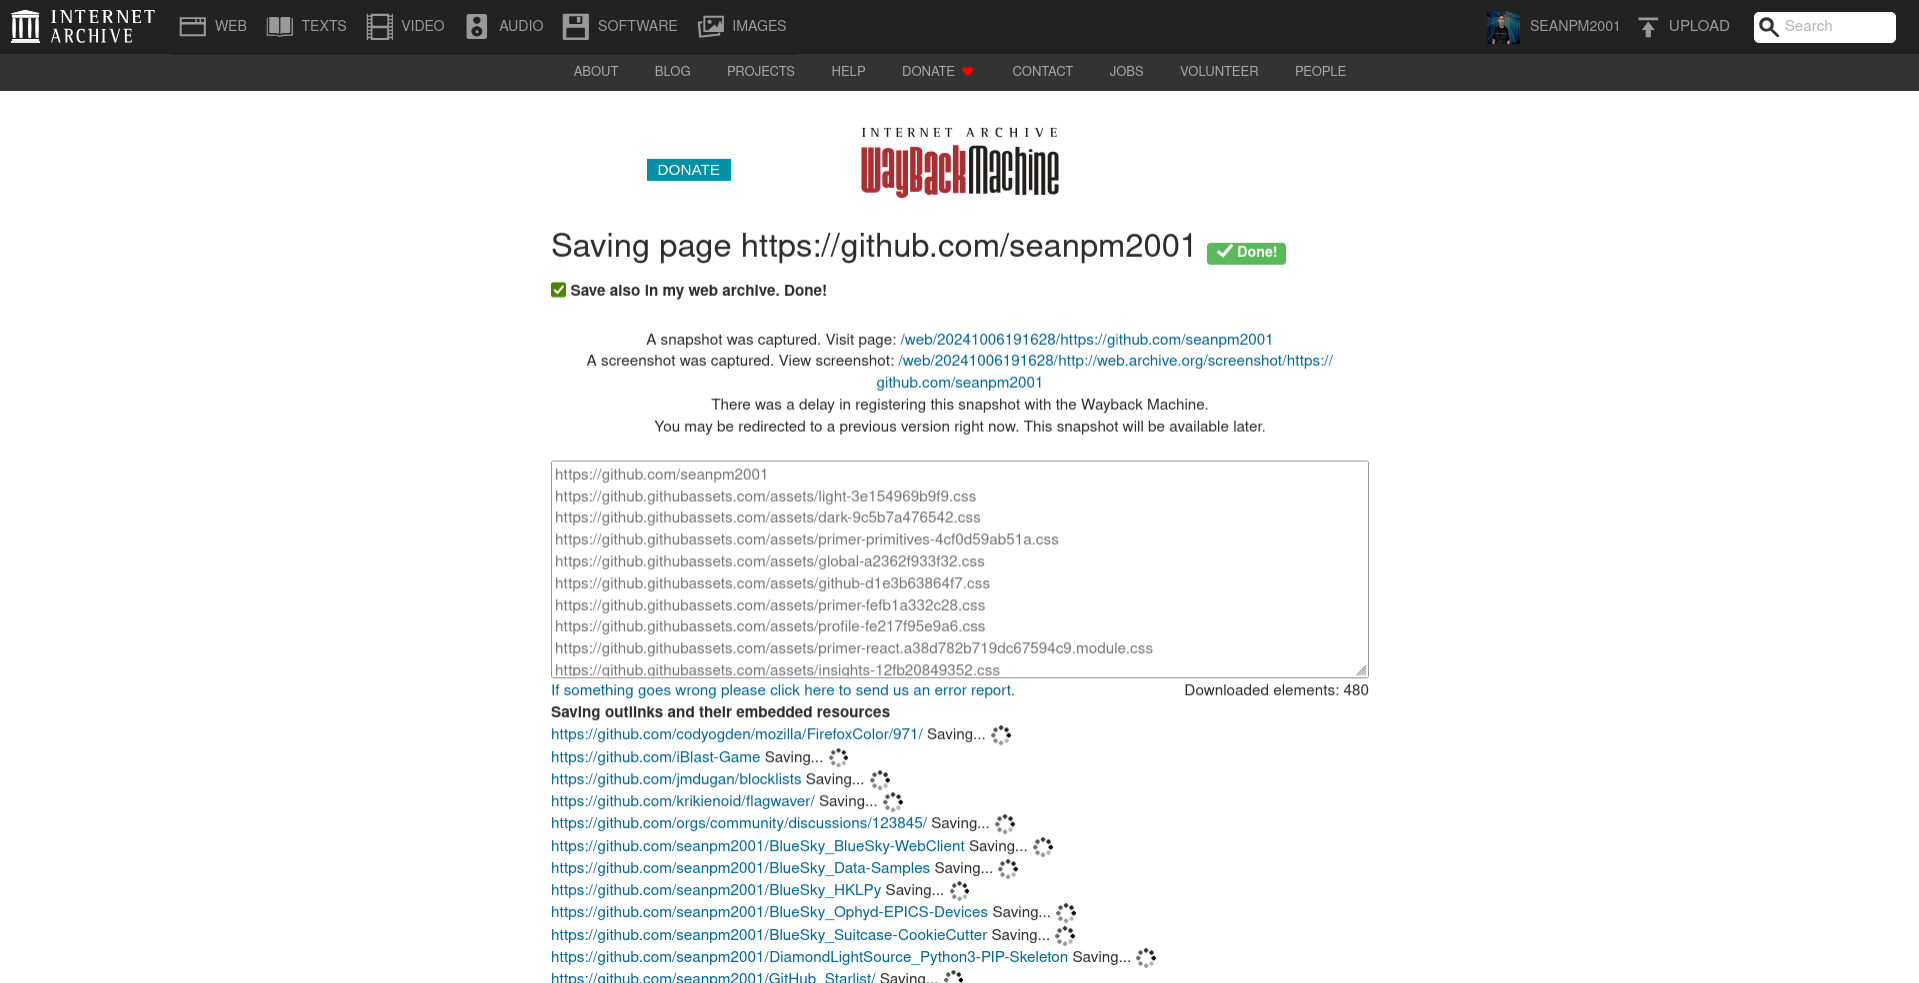 INTERNET ARCHIVE
WEB TEXTS VIDEO AUDIO SOFTWARE IMAGES SEANPM2001 UPLOAD Search
ABOUT BLOG PROJECTS HELP DONATE CONTACT JOBS VOLUNTEER PEOPLE
INTERNET ARCHIVE
DONATE WayBackMachine
Saving page https://github.com/seanpm2001 Done!
Save also in my web archive. Done!
A snapshot was captured. Visit page: /web/20241006191628/https://github.com/seanpm2001
A screenshot was captured. View screenshot: /web/20241006191628/http://web.archive.org/screenshot/https://
github.com/seanpm2001
There was a delay in registering this snapshot with the Wayback Machine.
You may be redirected to a previous version right now. This snapshot will be available later.
https://github.com/seanpm2001
https://github.githubassets.com/assets/light-3e154969b9f9.css
https://github.githubassets.com/assets/dark-9c5b7a476542.css
https://github.githubassets.com/assets/primer-primitives-4cf0d59ab51a.css
https://github.githubassets.com/assets/global-a2362f933f32.css
https://github.githubassets.com/assets/github-d1e3b63864f7.css
https://github.githubassets.com/assets/primer-fefb1a332c28.css
https://github.githubassets.com/assets/profile-fe217f95e9a6.css
https://github.githubassets.com/assets/primer-react.a38d782b719dc67594c9.module.css
https://github.githubassets.com/assets/insights-12fb20849352.css
If something goes wrong please click here to send us an error report. Downloaded elements: 480
Saving outlinks and their embedded resources
https://github.com/codyogden/mozilla/FirefoxColor/971/ Saving...
https://github.com/iBlast-Game Saving...
https://github.com/jmdugan/blocklists Saving...
https://github.com/krikienoid/flagwaver/ Saving...
https://github.com/orgs/community/discussions/123845/ Saving...
https://github.com/seanpm2001/BlueSky_BlueSky-WebClient Saving...
https://github.com/seanpm2001/BlueSky_Data-Samples Saving...
https://github.com/seanpm2001/BlueSky_HKLPy Saving...
https://github.com/seanpm2001/BlueSky_Ophyd-EPICS-Devices Saving...
https://github.com/seanpm2001/BlueSky_Suitcase-CookieCutter Saving...
https://github.com/seanpm2001/DiamondLightSource_Python3-PIP-Skeleton Saving...
https://github.com/seanpm2001/GitHub_Starlist/ Saving...